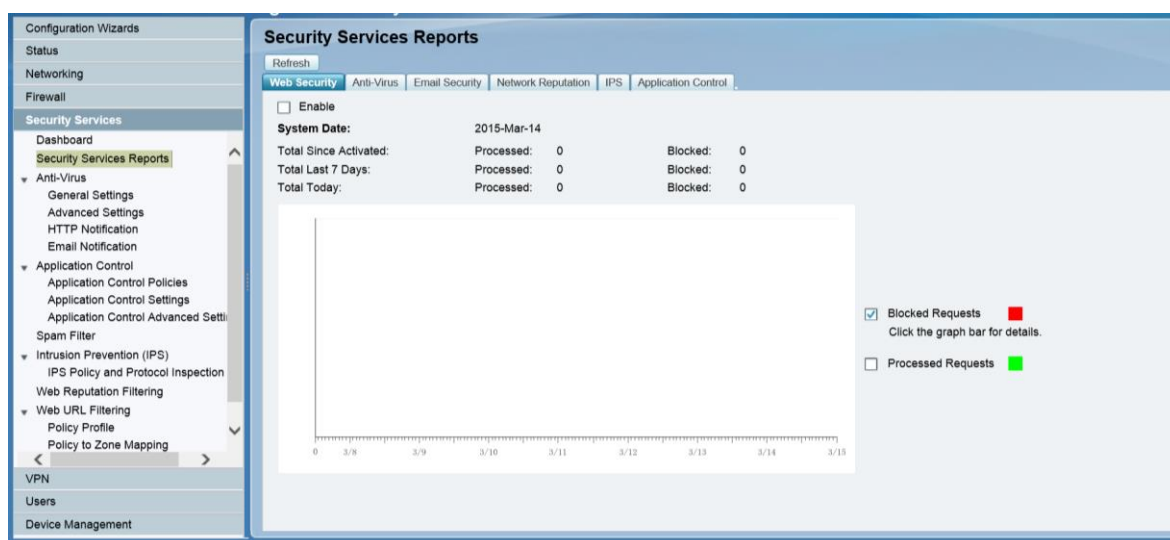 Configuration Wizards
Status
Networking
Firewall
Security Services
Dashboard
Security Services Reports
Anti-Virus
General Settings
Advanced Settings
HTTP Notification
Email Notification
Application Control
Application Control Policies
Application Control Settings
Application Control Advanced Setti
Spam Filter
Intrusion Prevention (IPS)
IPS Policy and Protocol Inspection
Web Reputation Filtering
Web URL Filtering
Policy Profile
Policy to Zone Mapping
VPN
Users
Device Management
Security Services Reports
Refresh
Web Security Anti-Virus Email Security Network Reputation IPS Application Control
Enable
System Date: 2015-Mar-14
Total Since Activated: Processed: 0 Blocked: 0
Total Last 7 Days: Processed: 0 Blocked: 0
Total Today: Processed: 0 Blocked: 0
Blocked Requests
Click the graph bar for details.
Processed Requests
0 3/8 3/9 3/10 3/11 3/12 3/13 3/14 3/15